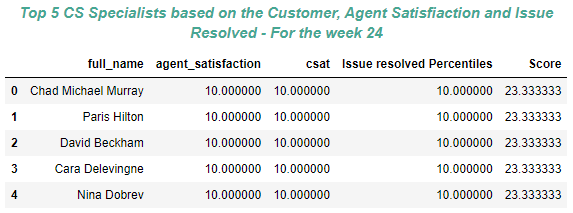 Top 5 CS Specialists based on the Customer, Agent Satisfiaction and Issue
Resolved - For the week 24
full_name agent_satisfaction csat Issue resolved Percentiles Score
0 Chad Michael Murray 10.000000 10.000000 10.000000 23.333333
1 Paris Hilton 10.000000 10.000000 10.000000 23.333333
2 David Beckham 10.000000 10.000000 10.000000 23.333333
3 Cara Delevingne 10.000000 10.000000 10.000000 23.333333
4 Nina Dobrev 10.000000 10.000000 10.000000 23.333333